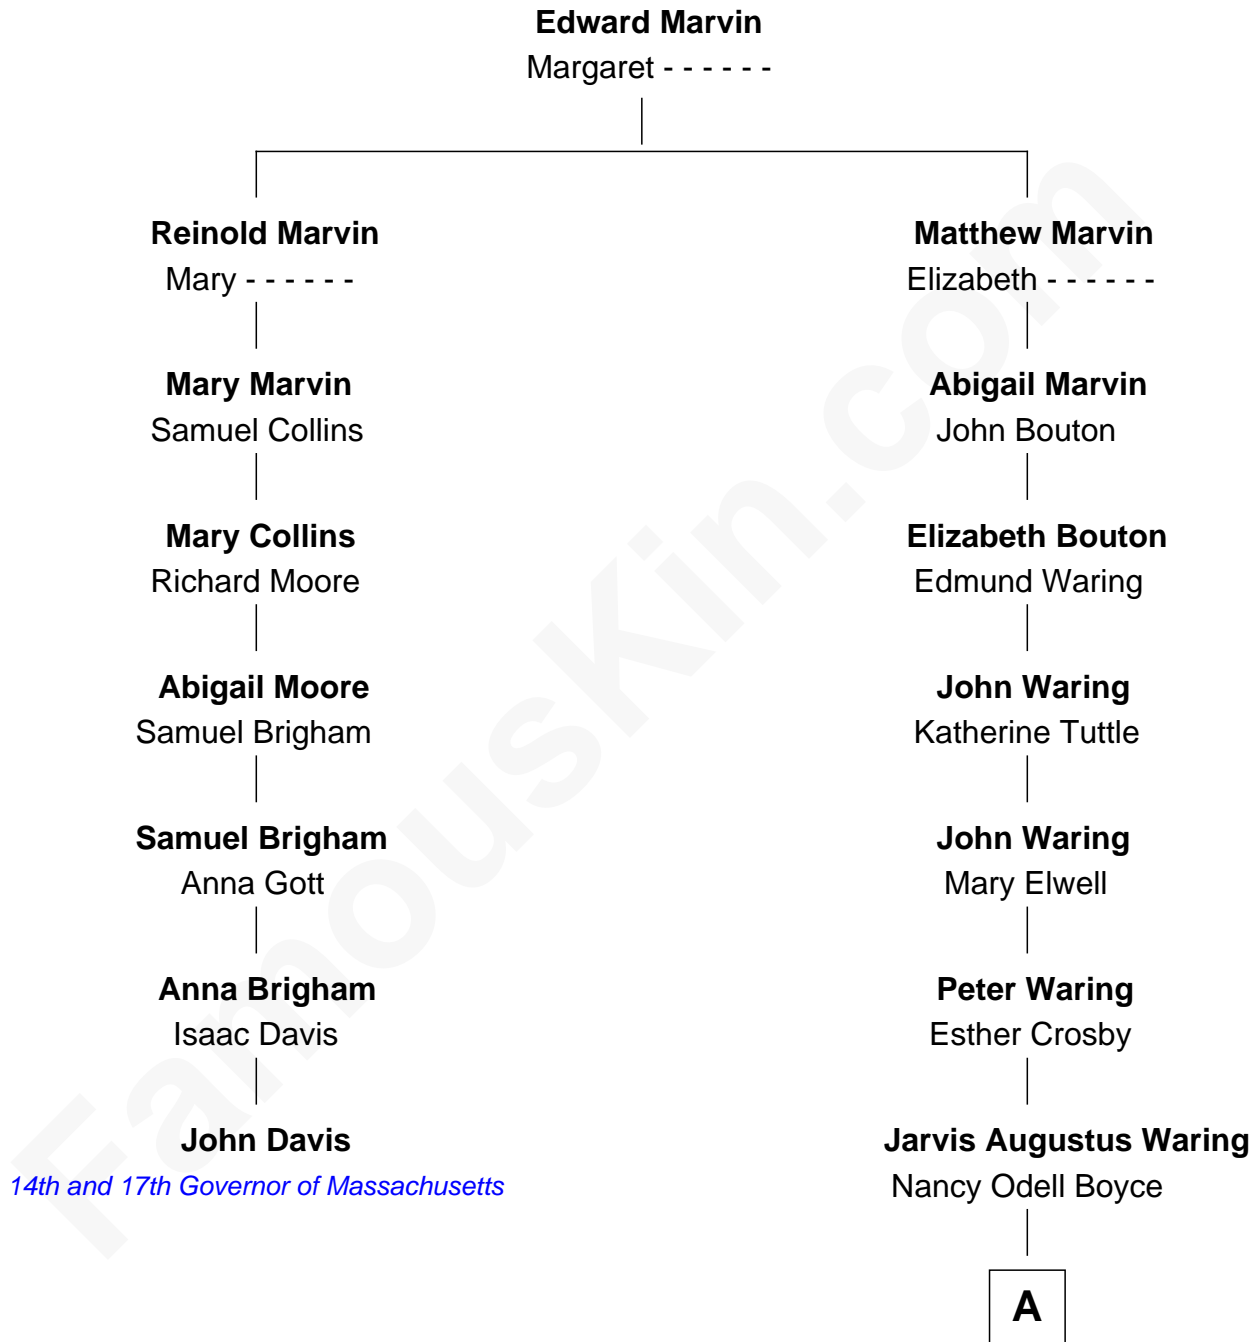 Edward Marvin
Margaret - - - - - -
Reinold Marvin
Mary - - - - - -
Mary Marvin
Samuel Collins
Mary Collins
Richard Moore
Abigail Moore
Samuel Brigham
Samuel Brigham
Anna Gott
Anna Brigham
Isaac Davis
John Davis
14th and 17th Governor of Massachusetts
Matthew Marvin
Elizabeth - - - - - -
Abigail Marvin
John Bouton
Elizabeth Bouton
Edmund Waring
John Waring
Katherine Tuttle
John Waring
Mary Elwell
Peter Waring
Esther Crosby
Jarvis Augustus Waring
Nancy Odell Boyce
A
FamousKin.com